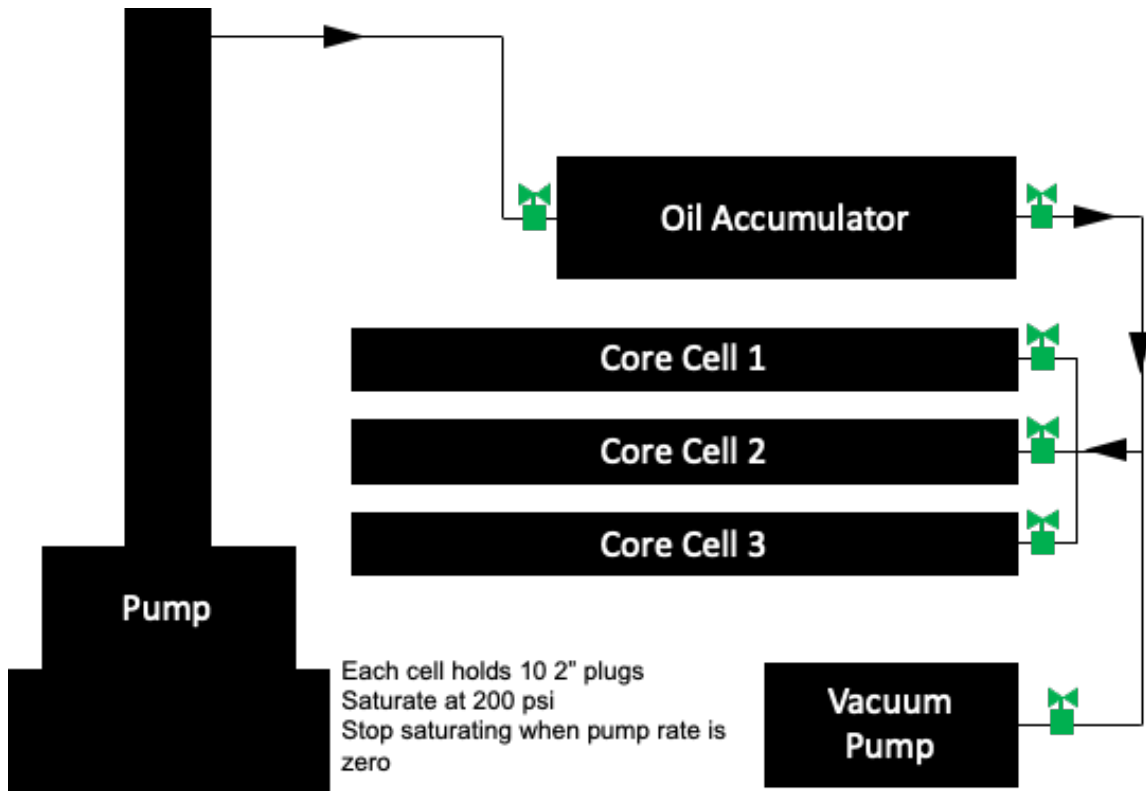 Oil Accumulator
Core Cell 1
Core Cell 2
Core Cell 3
Pump
Each cell holds 10 2" plugs
Saturate at 200 psi
Stop saturating when pump rate is
zero
Vacuum
Pump